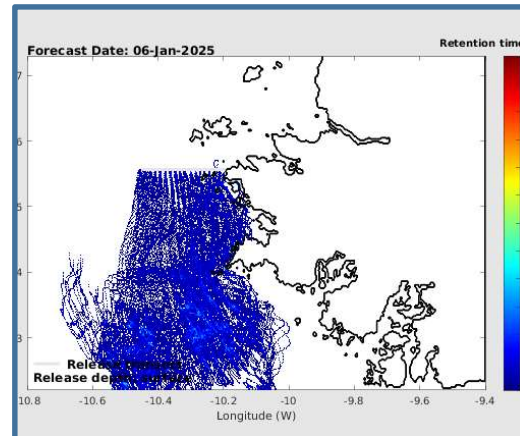 Forecast Date: 06-Jan-2025
Retention time
7
6
5
4
3
Release
Release dep
10.8 -10.6 -10.4 -10.2 -10 -9.8 -9.6 -9.4
Longitude (W)